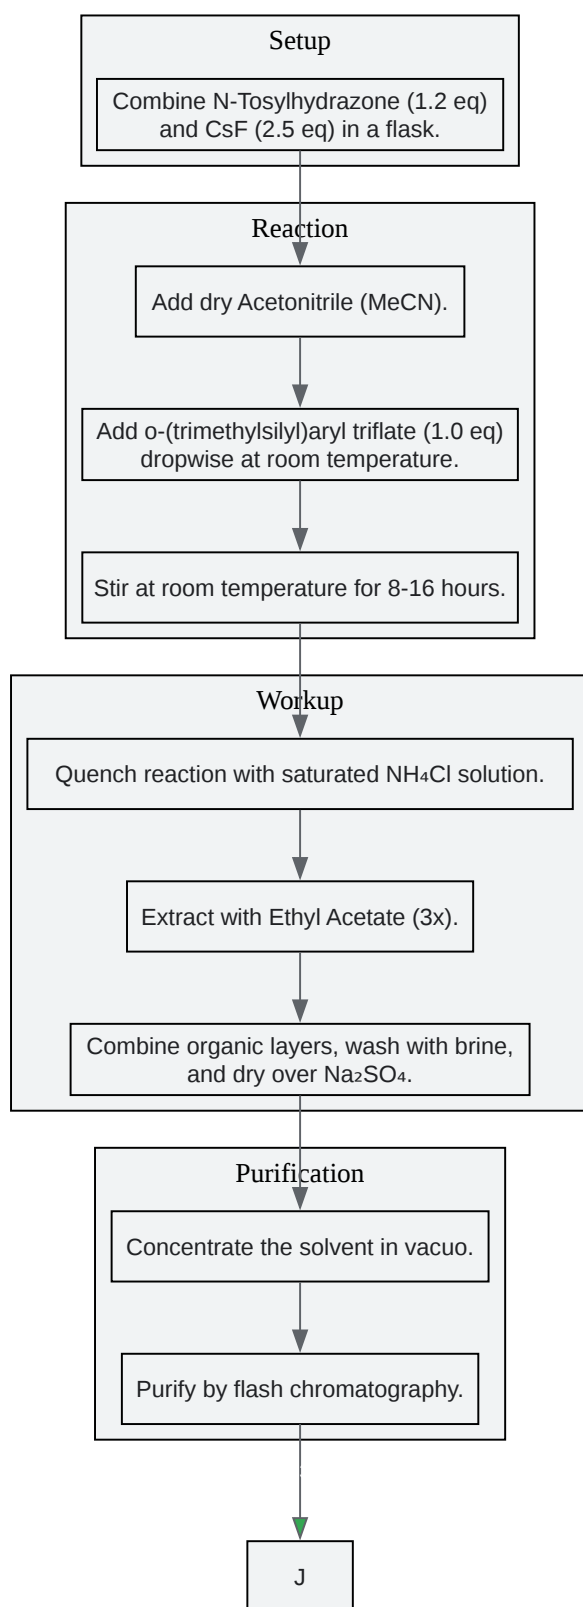 Setup
Combine N-Tosylhydrazone (1.2 eq)
and CsF (2.5 eq) in a flask.
Reaction
Add dry Acetonitrile (MeCN).
Add o-(trimethylsilyl)aryl triflate (1.0 eq)
dropwise at room temperature.
Stir at room temperature for 8-16 hours.
Workup
Quench reaction with saturated NH₄Cl solution.
Extract with Ethyl Acetate (3x).
Combine organic layers, wash with brine,
and dry over Na₂SO₄.
Purification
Concentrate the solvent in vacuo.
Purify by flash chromatography.
J